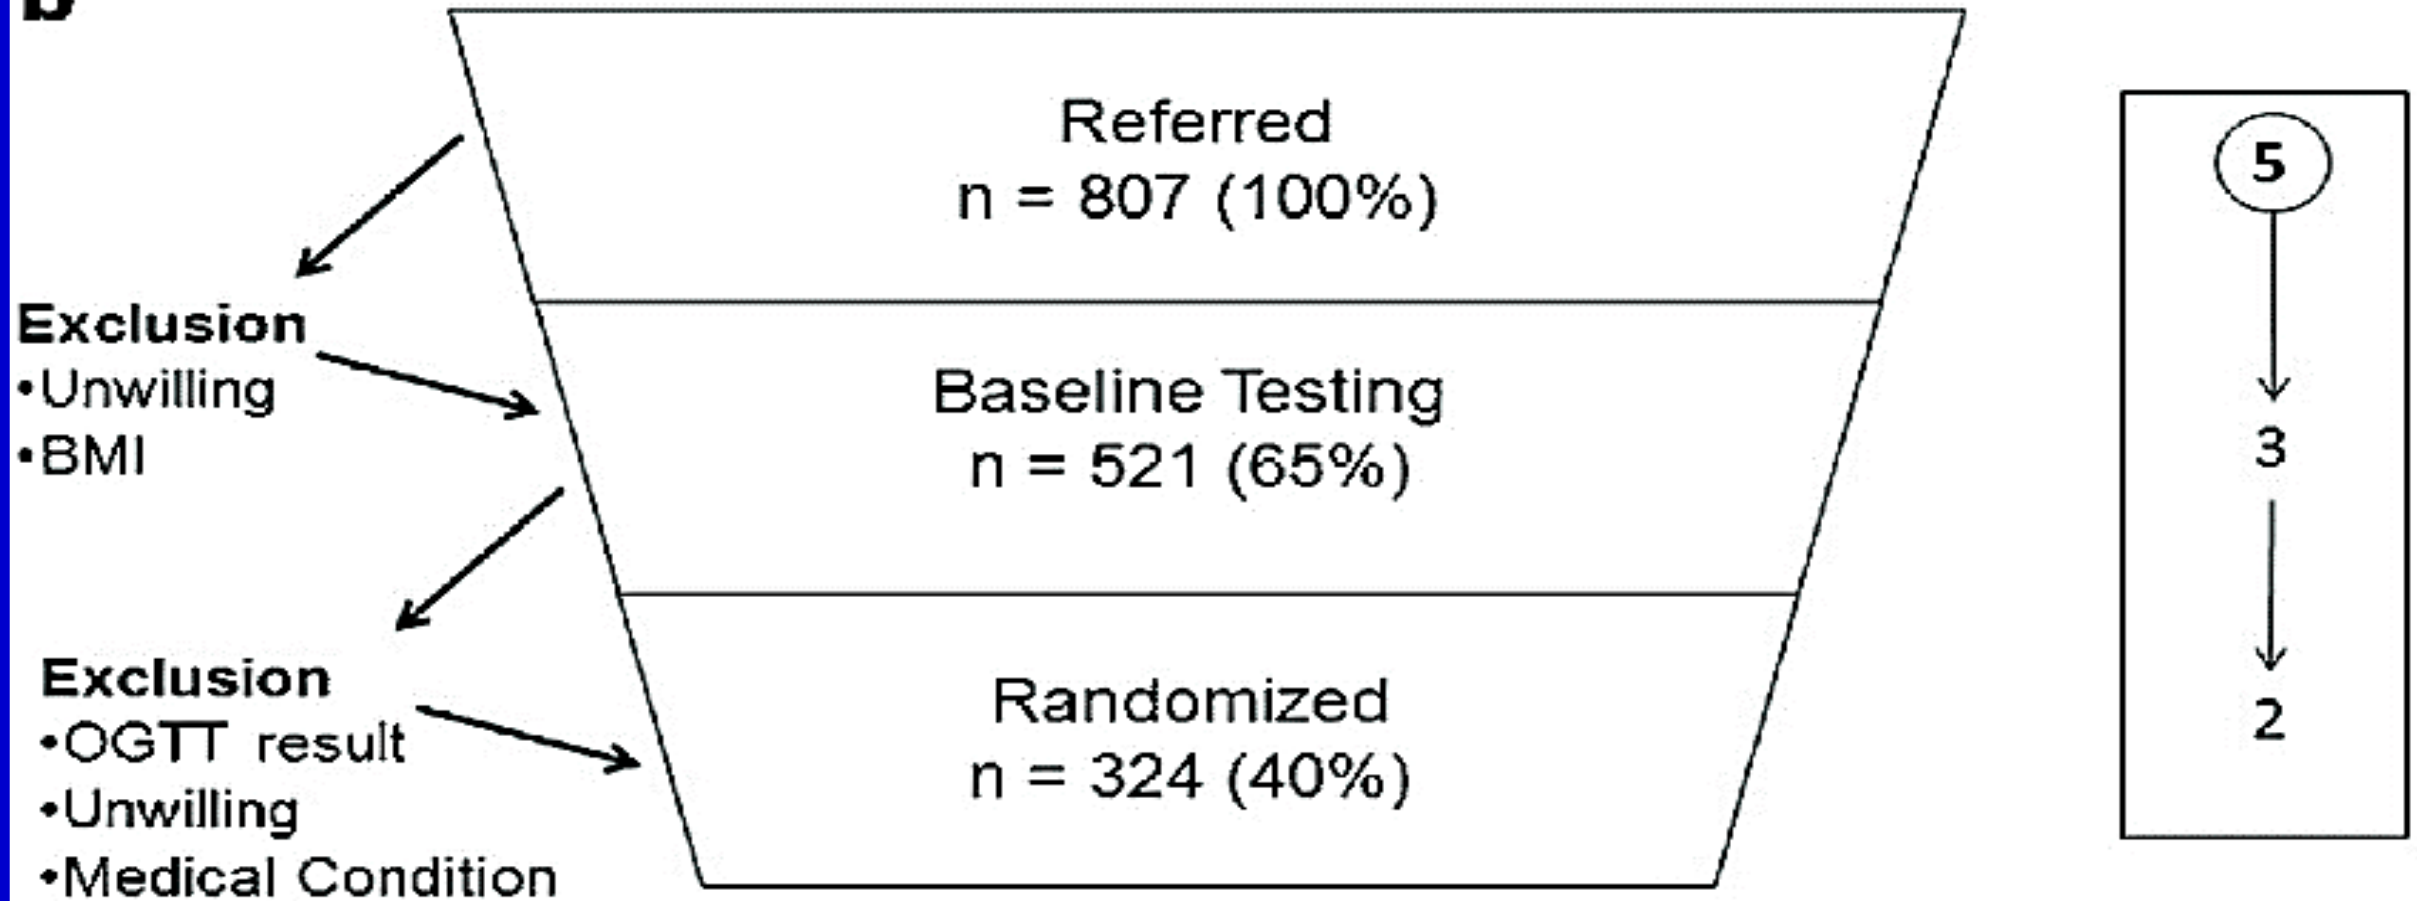 b
Referred
n = 807 (100%)
Exclusion
•Unwilling
•BMI
Baseline Testing
n = 521 (65%)
Exclusion
•OGTT result
•Unwilling
•Medical Condition
Randomized
n = 324 (40%)
5
3
2